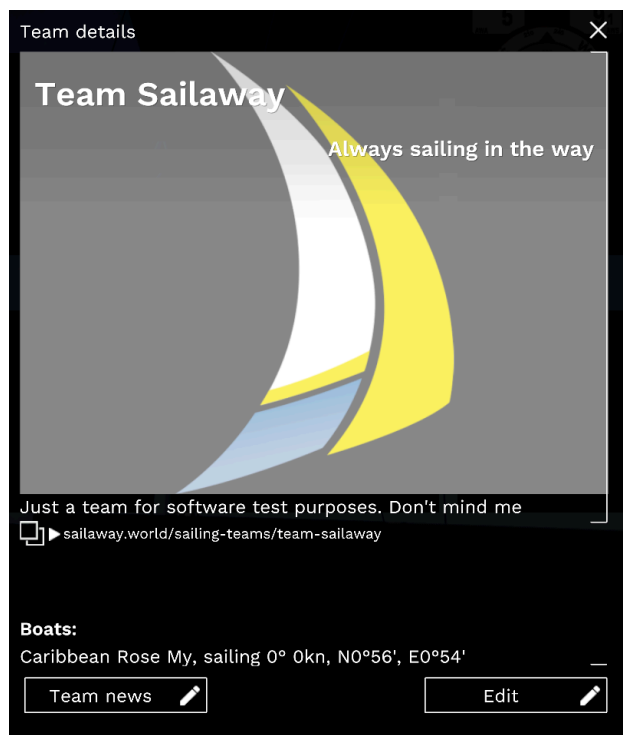 Team details
Team Sailaway
Always sailing in the way
Just a team for software test purposes. Don't mind me
sailaway.world/sailing-teams/team-sailaway
Boats:
Caribbean Rose My, sailing 0° 0kn, N0°56', E0°54'
Team news
Edit